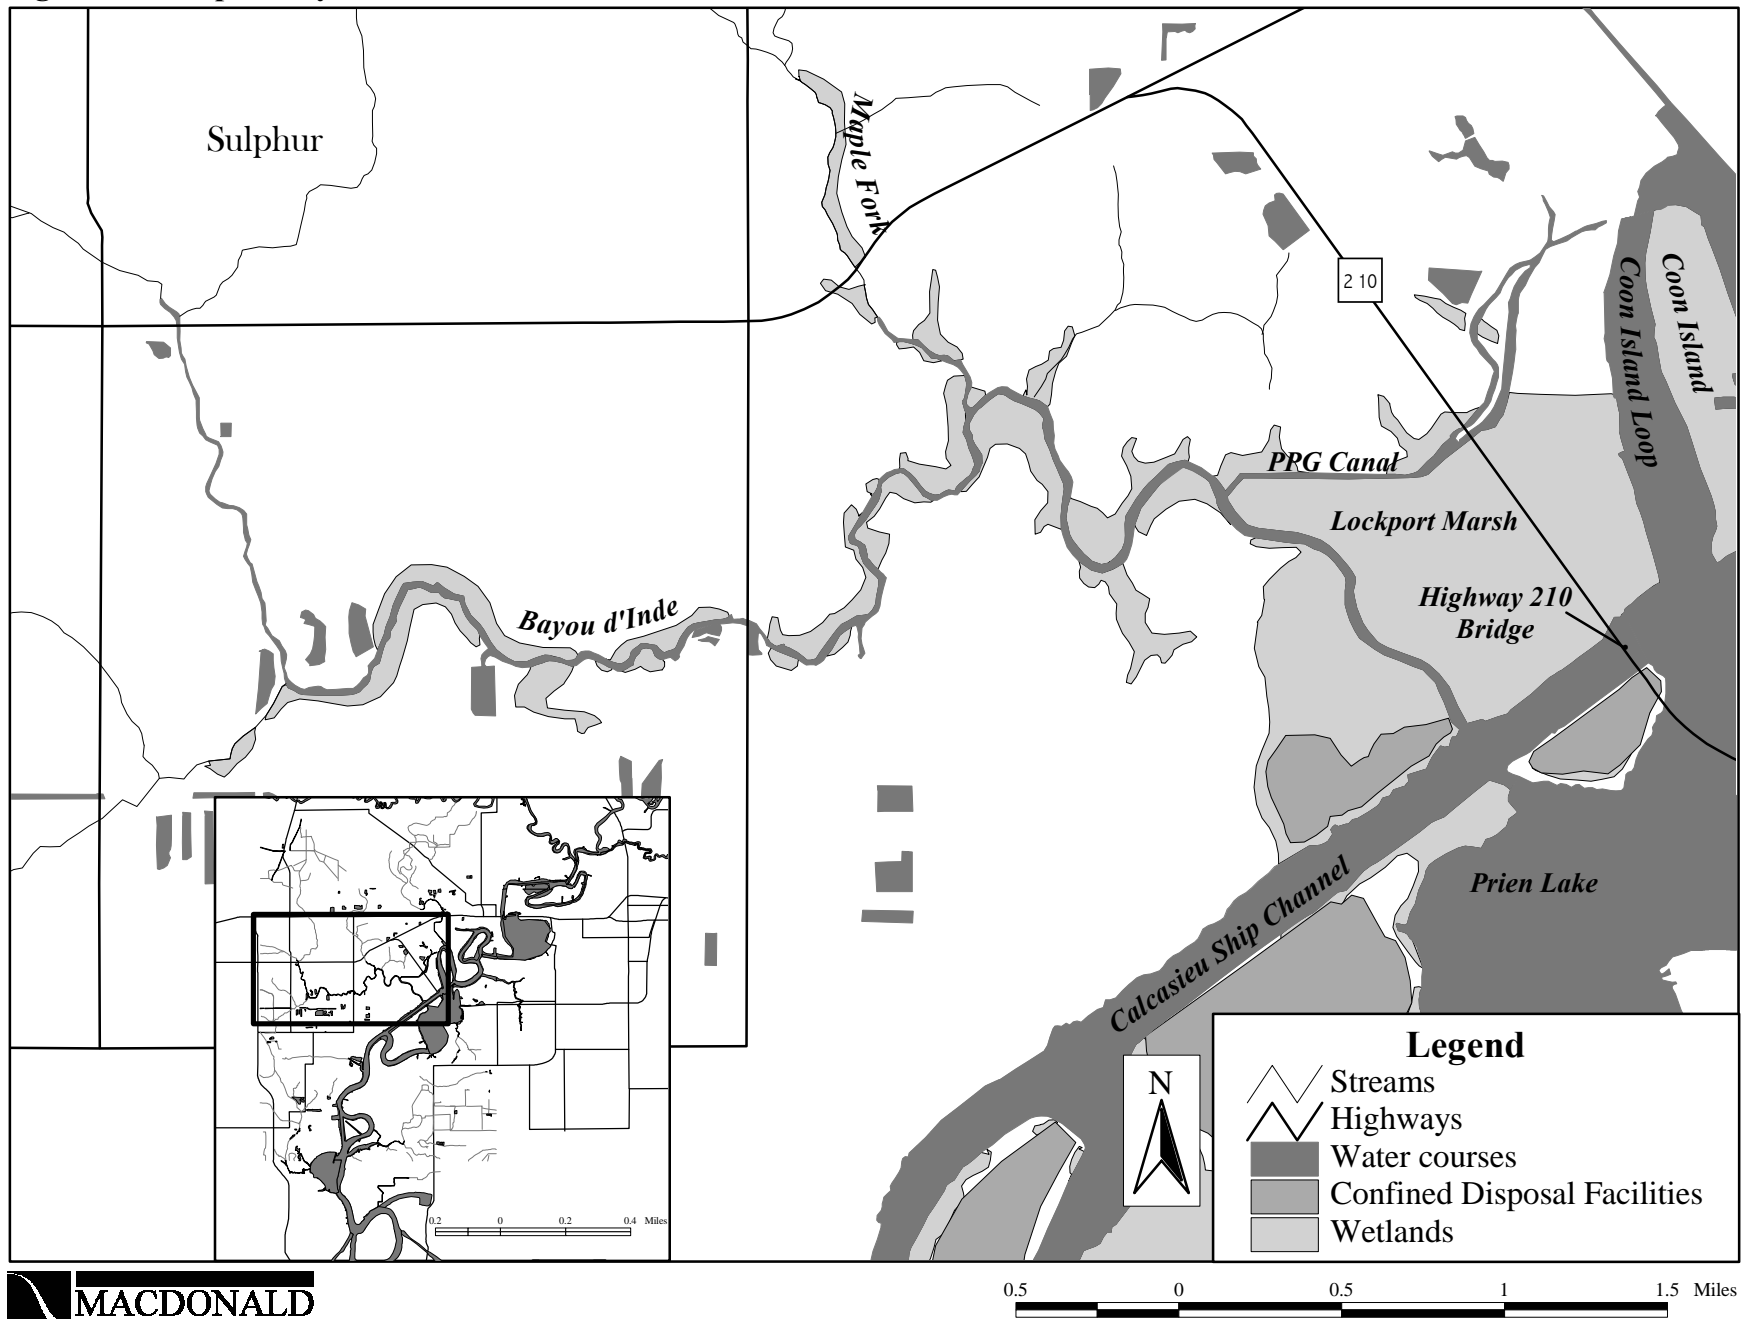 Sulphur
Maple Fork
2 10
Coon Island Loop
Coon Island
PPG Canal
Lockport Marsh
Highway 210
Bridge
Bayou d'Inde
Prien Lake
Calcasieu Ship Channel
N
Legend
Streams
Highways
Water courses
Confined Disposal Facilities
Wetlands
0.2 0 0.2 0.4 Miles
MACDONALD
0.5 0 0.5 1 1.5 Miles